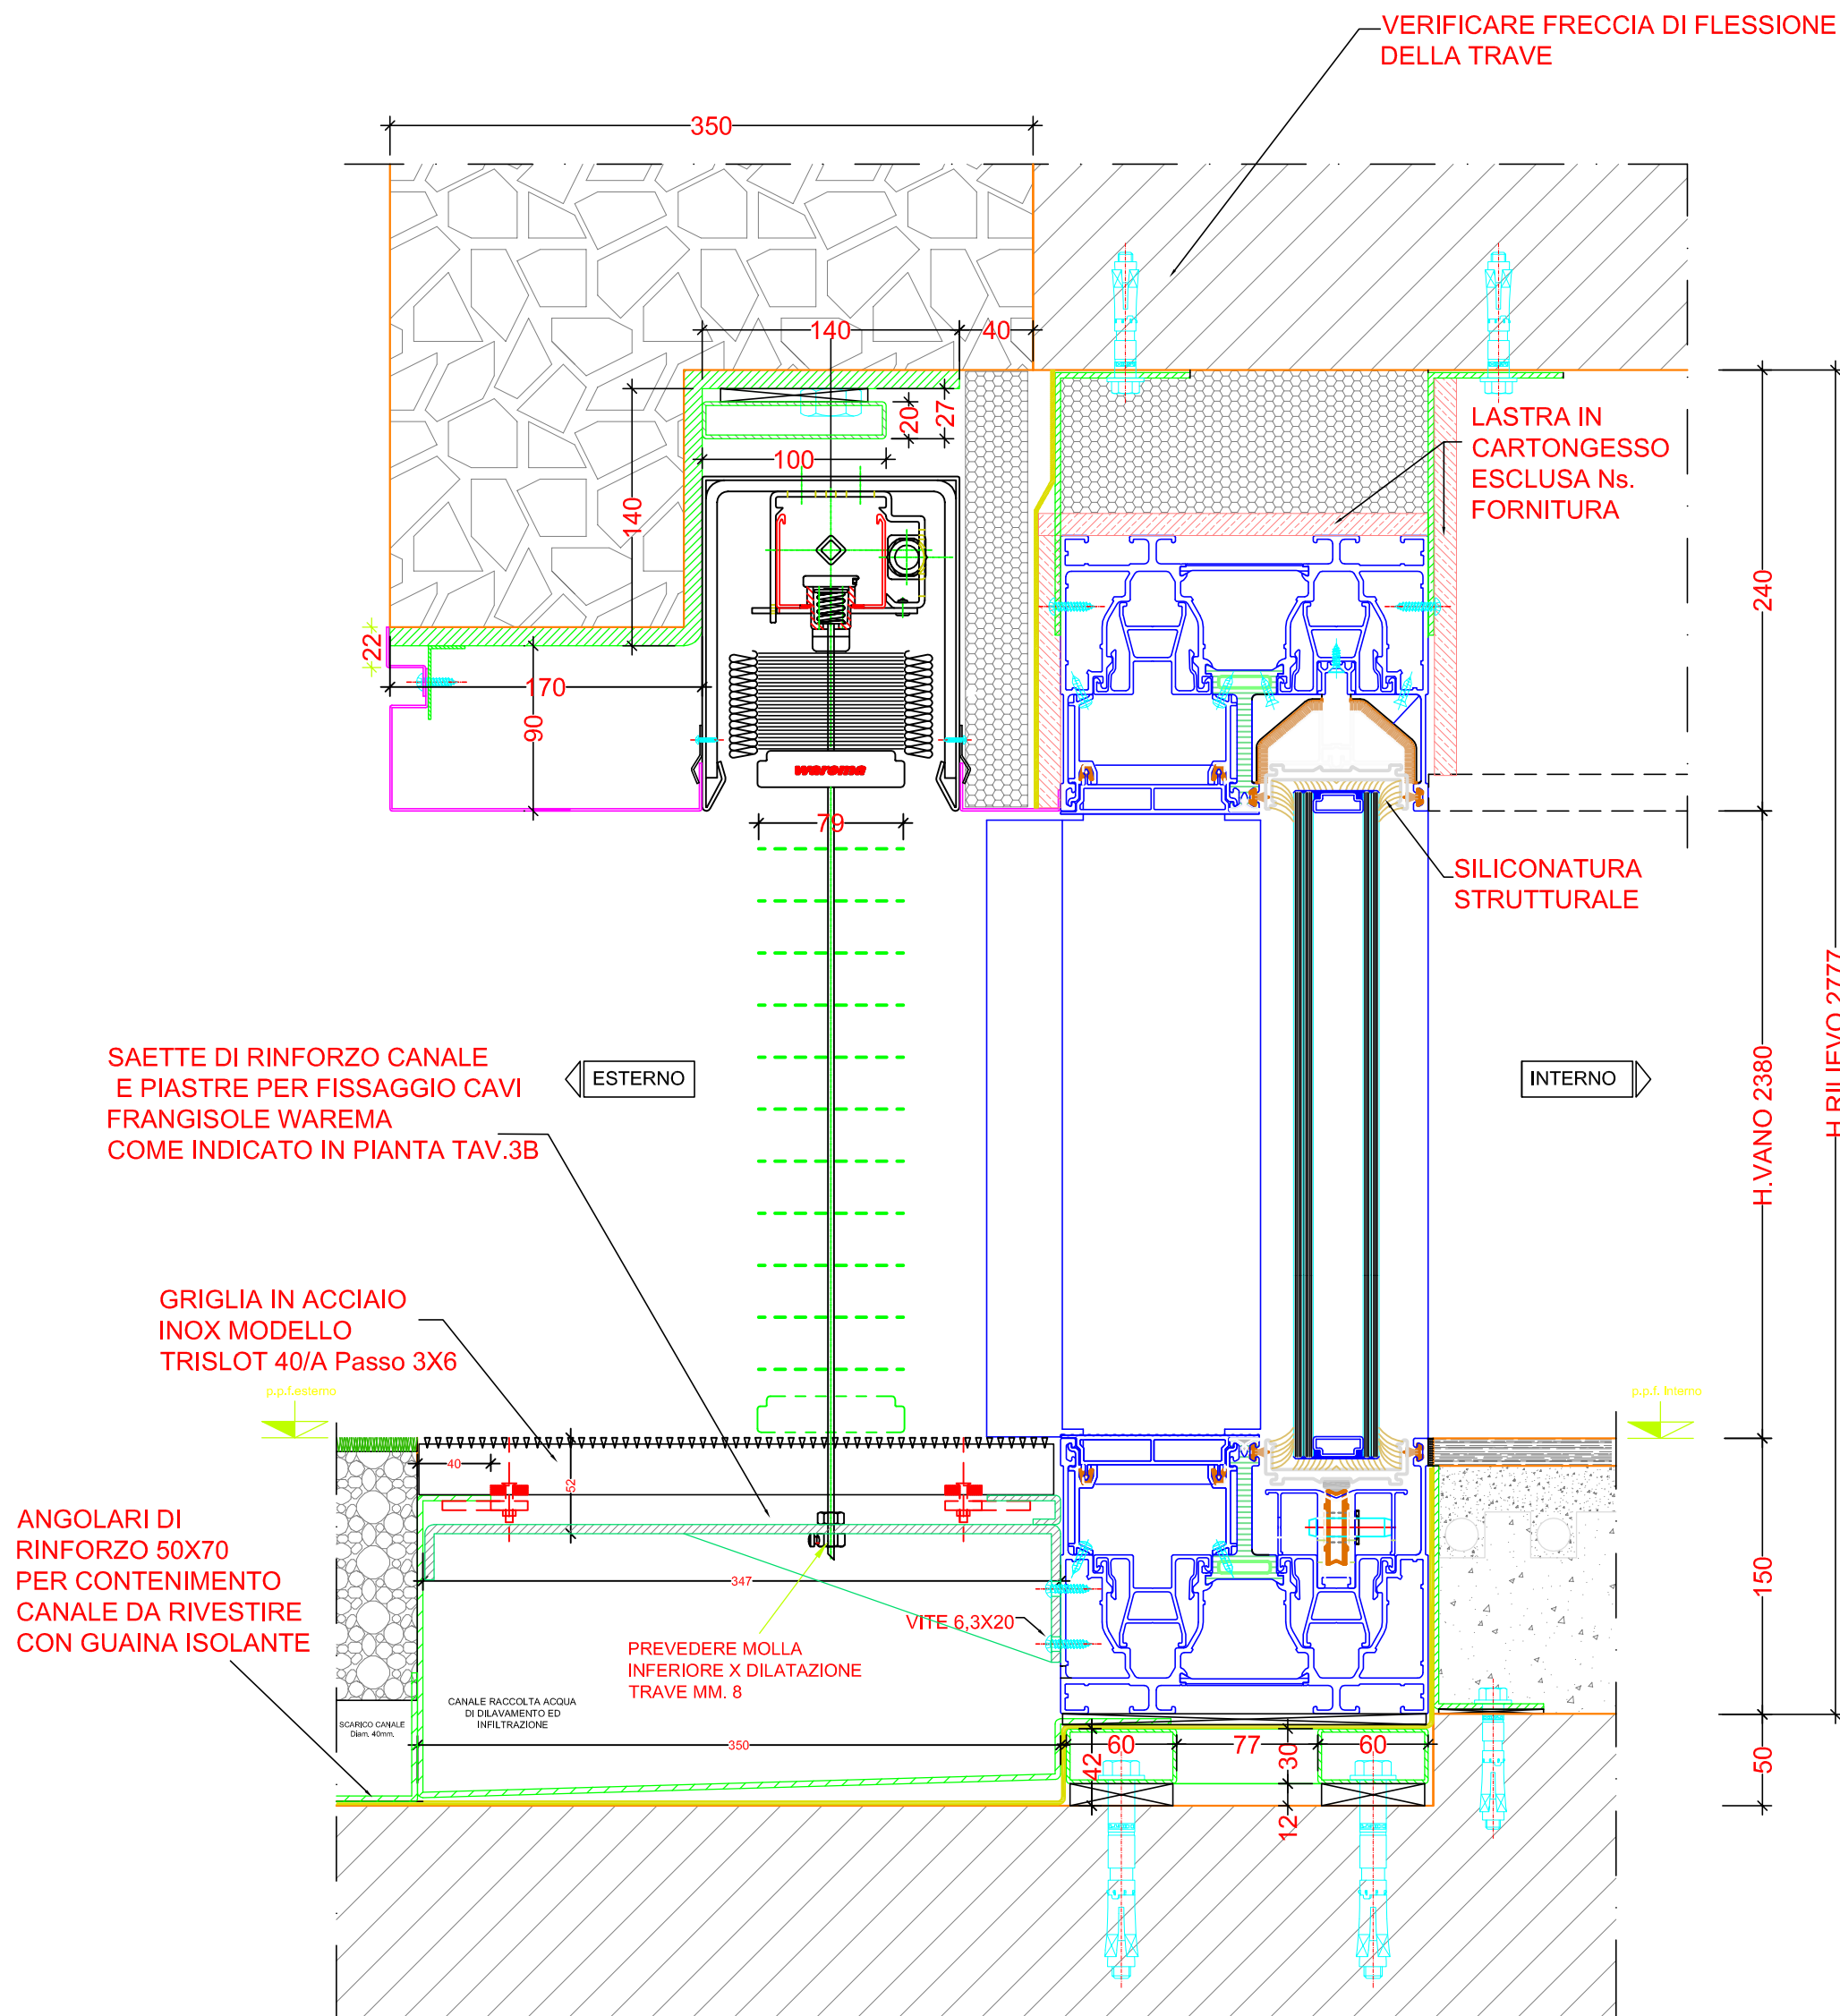 VERIFICARE FRECCIA DI FLESSIONE
DELLA TRAVE
350
140
40
20
27
100
140
LASTRA IN
CARTONGESSO
ESCLUSA Ns.
FORNITURA
240
22
170
90
warema
79
SILICONATURA
STRUTTURALE
H.RILIEVO 2777
H.VANO 2380
SAETTE DI RINFORZO CANALE
E PIASTRE PER FISSAGGIO CAVI
FRANGISOLE WAREMA
COME INDICATO IN PIANTA TAV.3B
ESTERNO
INTERNO
GRIGLIA IN ACCIAIO
INOX MODELLO
TRISLOT 40/A Passo 3X6
p.p.f.esterno
p.p.f. Interno
40
52
ANGOLARI DI
RINFORZO 50X70
PER CONTENIMENTO
CANALE DA RIVESTIRE
CON GUAINA ISOLANTE
347
VITE 6,3X20
150
PREVEDERE MOLLA
INFERIORE X DILATAZIONE
TRAVE MM. 8
CANALE RACCOLTA ACQUA
DI DILAVAMENTO ED
INFILTRAZIONE
SCARICO CANALE
Diam. 40mm.
350
42
60
77
30
60
12
50